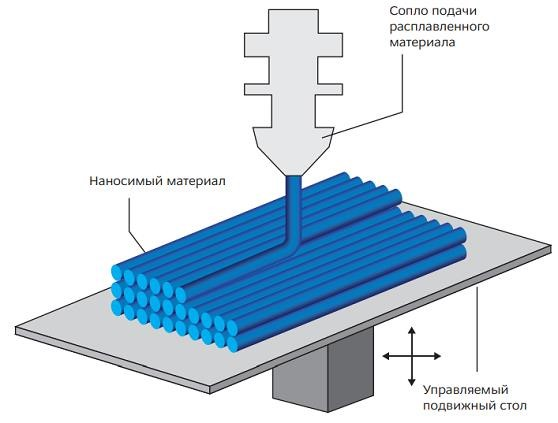 Сопло подачи
расплавленного
материала
Наносимый материал
Управляемый
подвижный стол